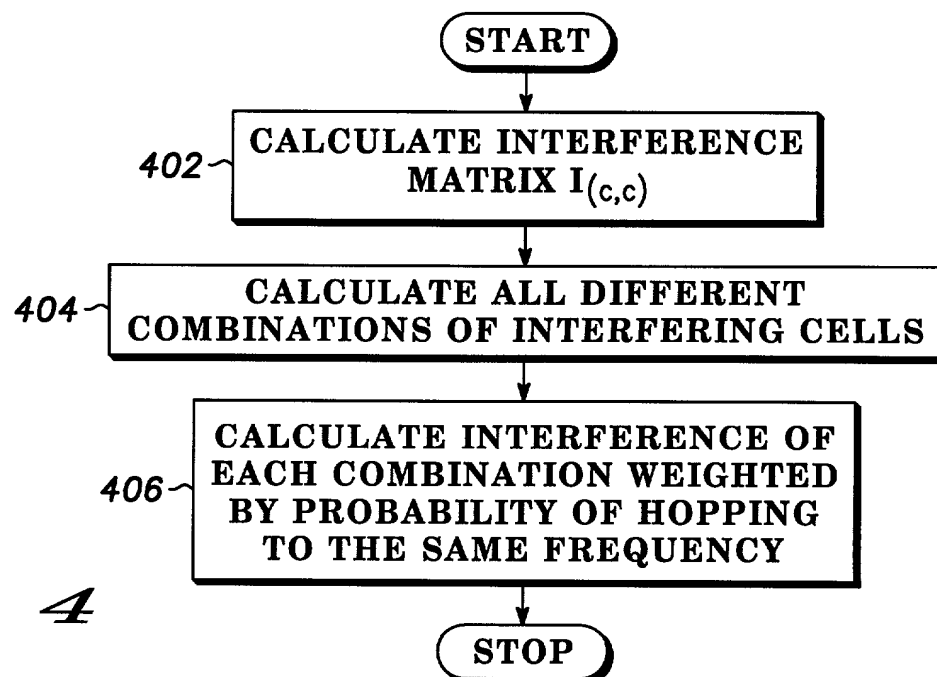 START
402
CALCULATE INTERFERENCE
MATRIX I(c,c)
404
CALCULATE ALL DIFFERENT
COMBINATIONS OF INTERFERING CELLS
406
CALCULATE INTERFERENCE OF
EACH COMBINATION WEIGHTED
BY PROBABILITY OF HOPPING
TO THE SAME FREQUENCY
4
STOP